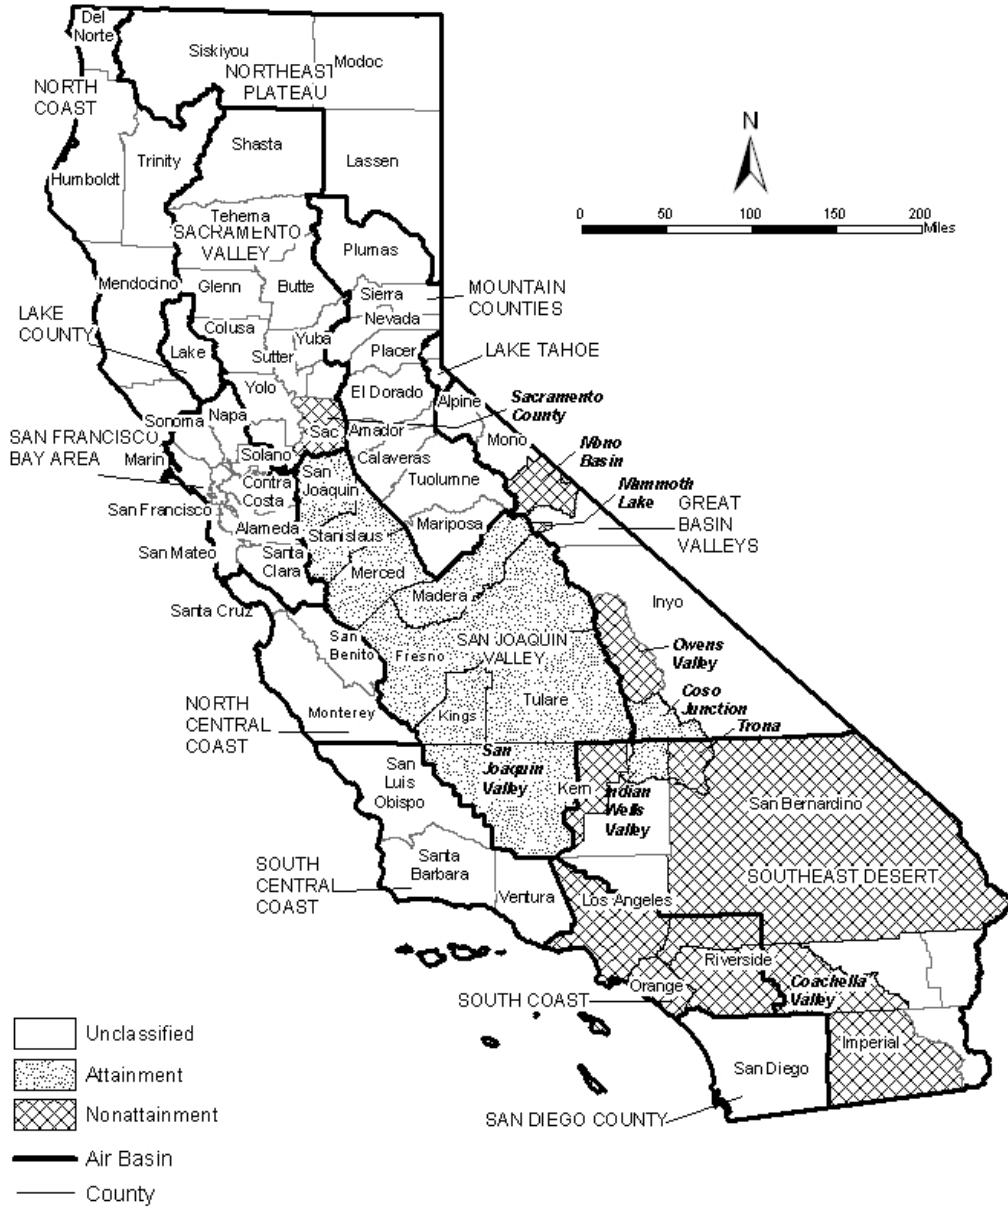 Del
Norte
Siskiyou
Modoc
NORTHEAST
PLATEAU
NORTH
COAST
N
Shasta
Trinity
Lassen
Humboldt
0 50 100 150 200
Miles
Tehema
SACRAMENTO
VALLEY
Plumas
Mendocino
Glenn
Butte
Sierra
MOUNTAIN
COUNTIES
LAKE
COUNTY
Colusa
Nevada
Yuba
Lake
Sutter
Placer
LAKE TAHOE
Yolo
El Dorado
Alpine
Sacramento
County
Sonoma
Napa
Sac
Amador
Mono
Mono
Basin
SAN FRANCISCO
BAY AREA
Marin
Solano
Calaveras
San
Joaquin
Contra
Costa
Tuolumne
Mammoth
Lake
GREAT
BASIN
VALLEYS
San Francisco
Alameda
Stanislaus
Mariposa
San Mateo
Santa
Clara
Merced
Madera
Inyo
Santa Cruz
San
Benito
Fresno
SAN JOAQUIN
VALLEY
Owens
Valley
Tulare
Coso
Junction
NORTH
CENTRAL
COAST
Monterey
Kings
Trona
San
Joaquin
Valley
San
Luis
Obispo
Kern
Indian
Wells
Valley
San Bernardino
SOUTH
CENTRAL
COAST
Santa
Barbara
Ventura
Los Angeles
SOUTHEAST DESERT
Riverside
Orange
Coachella
Valley
SOUTH COAST
Imperial
San Diego
SAN DIEGO COUNTY
Unclassified
Attainment
Nonattainment
Air Basin
County